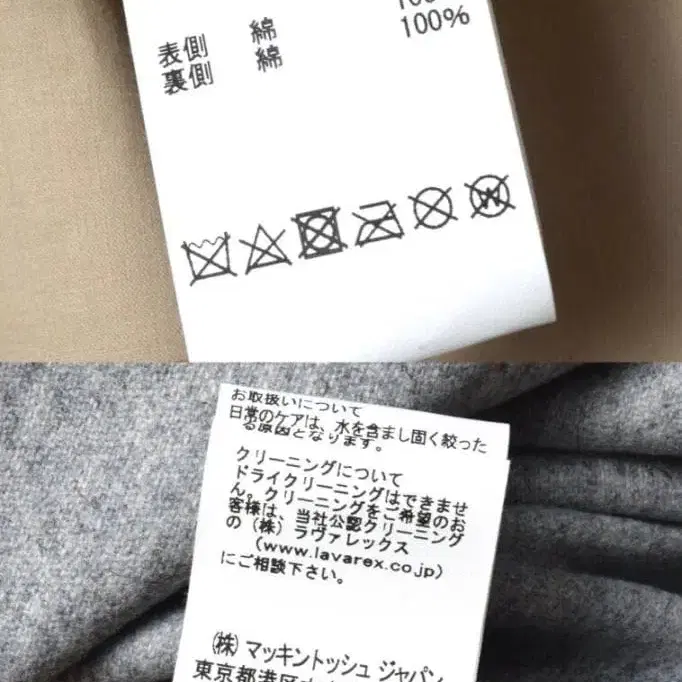 100%
表側 綿
裏側 綿 100%
お取扱いについて
日常のケアは、水を含まし固く絞った
る原因となります。
クリーニングについて
ドライクリーニングはできませ
ん。クリーニングをご希望のお
客様は、当社公認クリーニング
の（株）ラヴァレックス
（www.lavarex.co.jp）
にご相談下さい。
（株）マッキントッシュ ジャパン
東京都港区